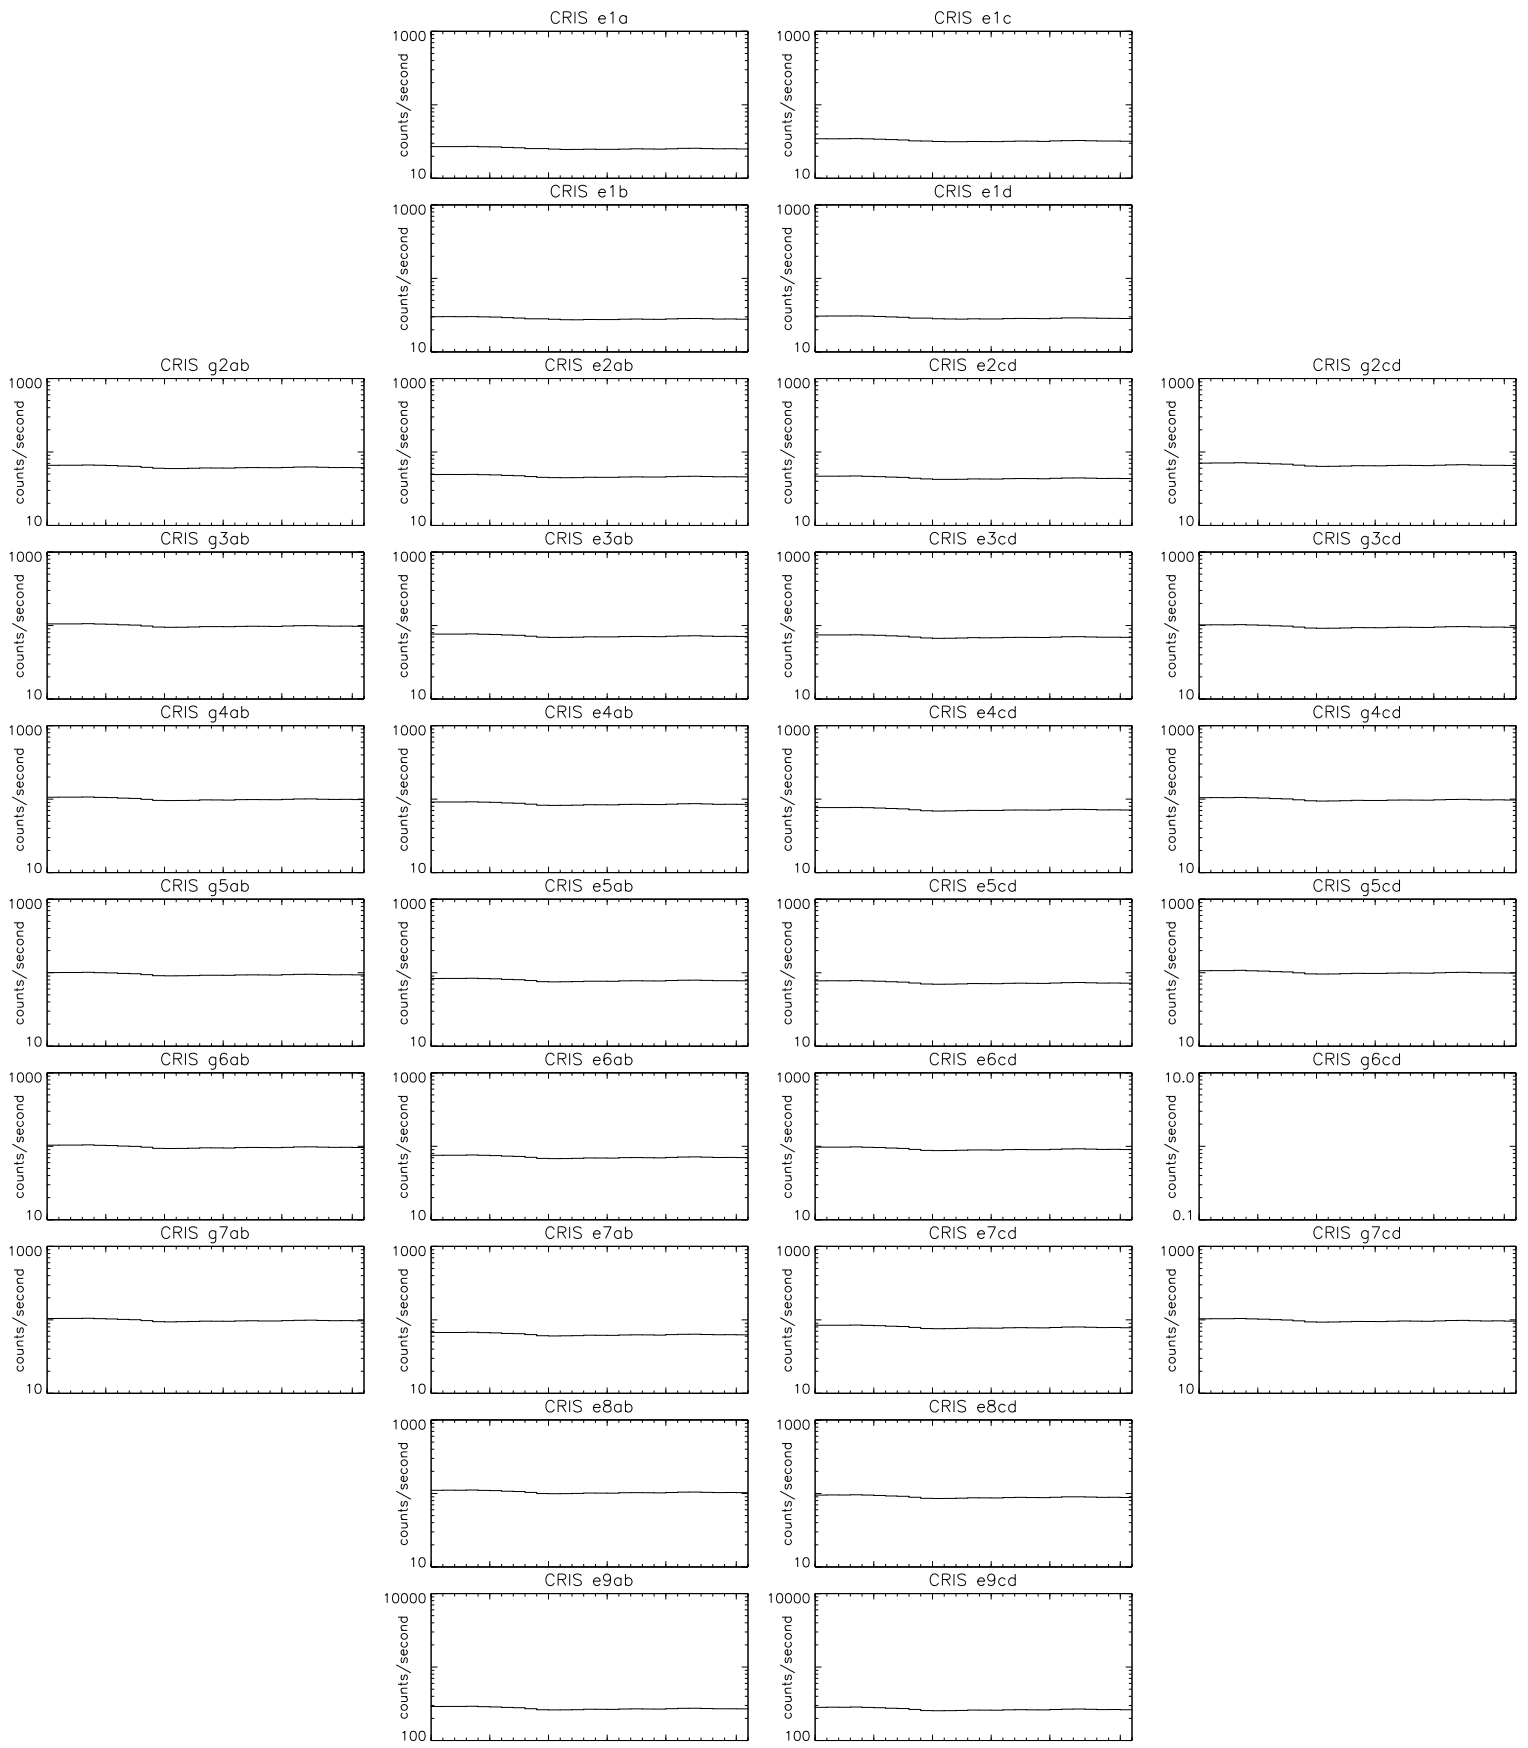 CRIS e1a CRIS e1c
1000 1000
counts/second counts/second
10 10
CRIS e1b CRIS e1d
1000 1000
counts/second counts/second
10 10
CRIS g2ab CRIS e2ab CRIS e2cd CRIS g2cd
1000 1000 1000 1000
counts/second counts/second counts/second counts/second
10 10 10 10
CRIS g3ab CRIS e3ab CRIS e3cd CRIS g3cd
1000 1000 1000 1000
counts/second counts/second counts/second counts/second
10 10 10 10
CRIS g4ab CRIS e4ab CRIS e4cd CRIS g4cd
1000 1000 1000 1000
counts/second counts/second counts/second counts/second
10 10 10 10
CRIS g5ab CRIS e5ab CRIS e5cd CRIS g5cd
1000 1000 1000 1000
counts/second counts/second counts/second counts/second
10 10 10 10
CRIS g6ab CRIS e6ab CRIS e6cd CRIS g6cd
1000 1000 1000 10.0
counts/second counts/second counts/second counts/second
10 10 10 0.1
CRIS g7ab CRIS e7ab CRIS e7cd CRIS g7cd
1000 1000 1000 1000
counts/second counts/second counts/second counts/second
10 10 10 10
CRIS e8ab CRIS e8cd
1000 1000
counts/second counts/second
10 10
CRIS e9ab CRIS e9cd
10000 10000
counts/second counts/second
100 100